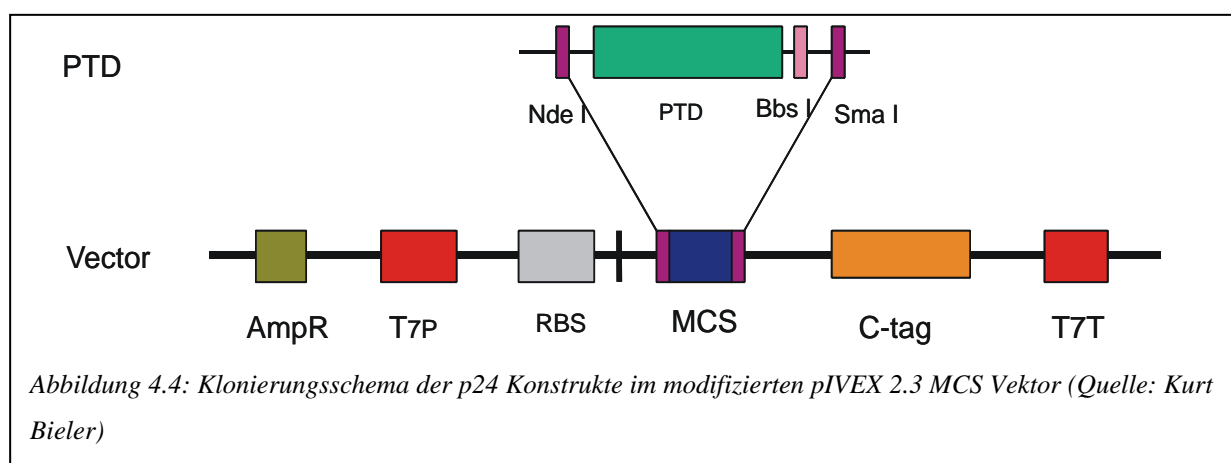 PTD
Nde I
PTD
Bbs I
Sma I
Vector
AmpR
T7P
RBS
MCS
C-tag
T7T
Abbildung 4.4: Klonierungsschema der p24 Konstrukte im modifizierten pIVEX 2.3 MCS Vektor (Quelle: Kurt
Bieler)